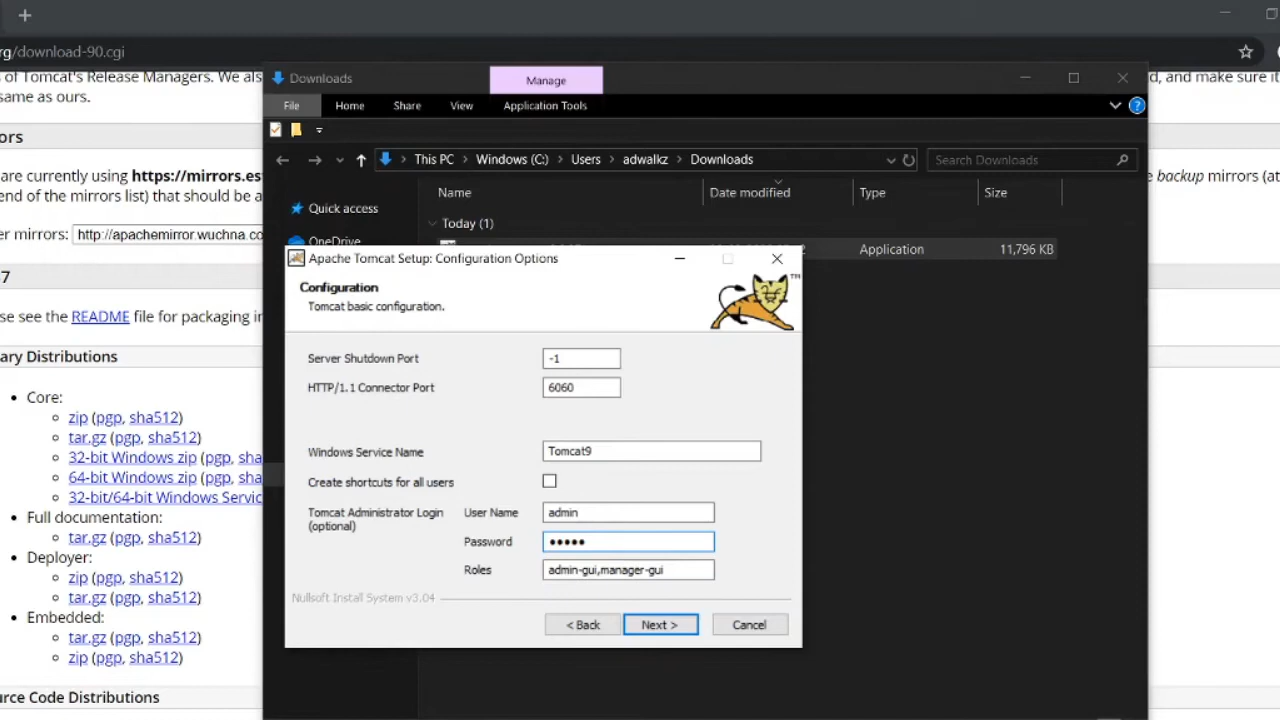 rg/download-90.cgi
of Tomcat's Release Managers. We als
d, and make sure it
same as ours.
Downloads
Manage
File
Home
Share
View
Application Tools
ors
This PC
Windows (C:)
Users
adwalkz
Downloads
Search Downloads
are currently using https://mirrors.es
e backup mirrors (at
end of the mirrors list) that should be a
Quick access
Name
Date modified
Type
Size
Today (1)
er mirrors:
http://apachemirror.wuchna.co
OneDrive
Application
11,796 KB
7
Apache Tomcat Setup: Configuration Options
Configuration
Tomcat basic configuration.
TM
se see the README file for packaging in
ary Distributions
Server Shutdown Port
-1
HTTP/1.1 Connector Port
6060
Windows Service Name
Tomcat9
Create shortcuts for all users
Tomcat Administrator Login
(optional)
User Name
admin
Password
•••••
Roles
admin-gui,manager-gui
Nullsoft Install System v3.04
< Back
Next >
Cancel
Core:
zip (pgp, sha512)
tar.gz (pgp, sha512)
32-bit Windows zip (pgp, sha
64-bit Windows zip (pgp, sha
32-bit/64-bit Windows Servic
Full documentation:
tar.gz (pgp, sha512)
Deployer:
zip (pgp, sha512)
tar.gz (pgp, sha512)
Embedded:
tar.gz (pgp, sha512)
zip (pgp, sha512)
urce Code Distributions